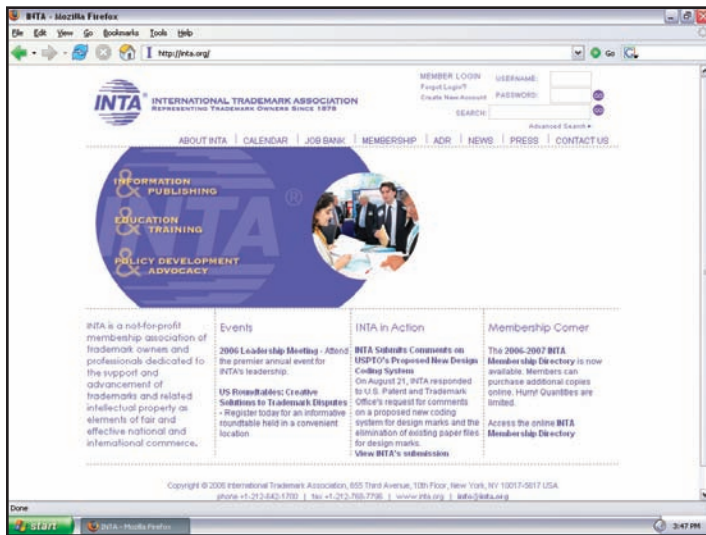 INTA - Mozilla Firefox
File Edit View Go Bookmarks Tools Help
http://inta.org/
Go
INTA
INTERNATIONAL TRADEMARK ASSOCIATION
REPRESENTING TRADEMARK OWNERS SINCE 1878
MEMBER LOGIN
Forgot Login?
Create New Account
USERNAME:
PASSWORD:
SEARCH:
Advanced Search
ABOUT INTA | CALENDAR | JOB BANK | MEMBERSHIP | ADR | NEWS | PRESS | CONTACT US
INFORMATION
& PUBLISHING
EDUCATION
& TRAINING
POLICY DEVELOPMENT
& ADVOCACY
INTA ®
INTA is a not-for-profit
membership association of
trademark owners and
professionals dedicated to
the support and
advancement of
trademarks and related
intellectual property as
elements of fair and
effective national and
international commerce.
Events
2006 Leadership Meeting - Attend
the premier annual event for
INTA's leadership.
US Roundtables: Creative
Solutions to Trademark Disputes
- Register today for an informative
roundtable held in a convenient
location
INTA in Action
INTA Submits Comments on
USPTO's Proposed New Design
Coding System
On August 21, INTA responded
to U.S. Patent and Trademark
Office's request for comments
on a proposed new coding
system for design marks and the
elimination of existing paper files
for design marks.
View INTA's submission
Membership Corner
The 2006-2007 INTA
Membership Directory is now
available. Members can
purchase additional copies
online. Hurry! Quantities are
limited.
Access the online INTA
Membership Directory
Copyright © 2006 International Trademark Association, 655 Third Avenue, 10th Floor, New York, NY 10017-5617 USA
phone +1-212-642-1700 | fax +1-212-768-7796 | www.inta.org | info@inta.org
Done
start
INTA - Mozilla Firefox
3:47 PM